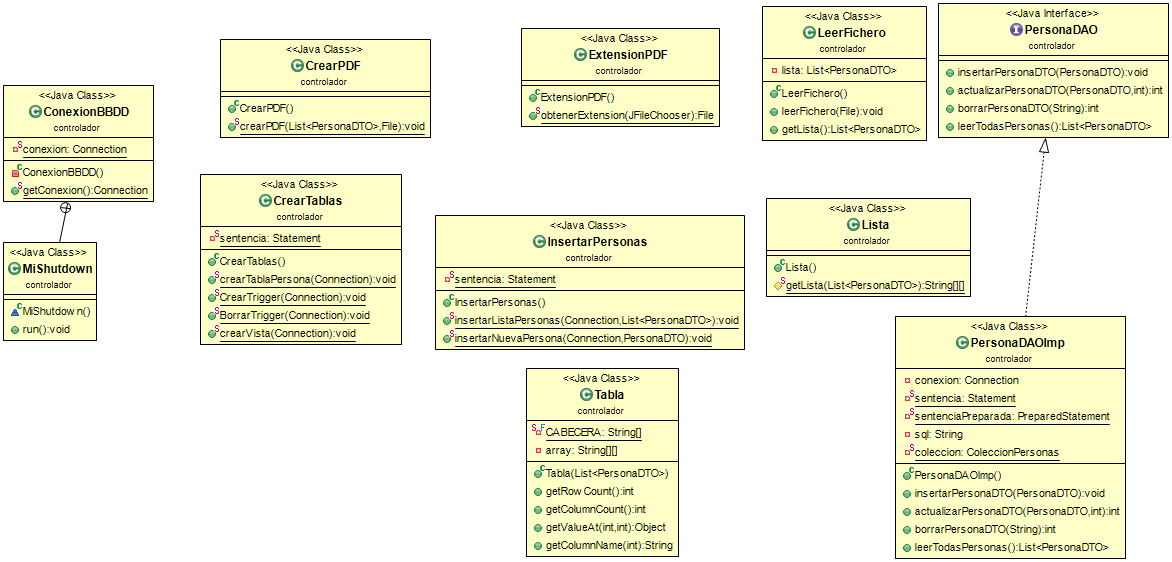 <<Java Class>>
ConexionBBDD
controlador
conexion: Connection
ConexionBBDD()
getConexion():Connection
<<Java Class>>
MiShutdown
controlador
MiShutdown()
run():void
<<Java Class>>
CrearPDF
controlador
CrearPDF()
crearPDF(List<PersonaDTO>,File):void
<<Java Class>>
CrearTablas
controlador
sentencia: Statement
CrearTablas()
crearTablaPersona(Connection):void
CrearTrigger(Connection):void
BorrarTrigger(Connection):void
crearVista(Connection):void
<<Java Class>>
ExtensionPDF
controlador
ExtensionPDF()
obtenerExtension(JFileChooser):File
<<Java Class>>
InsertarPersonas
controlador
sentencia: Statement
InsertarPersonas()
insertarListaPersonas(Connection,List<PersonaDTO>):void
insertarNuevaPersona(Connection,PersonaDTO):void
<<Java Class>>
Tabla
controlador
CABECERA: String[]
array: String[][]
Tabla(List<PersonaDTO>)
getRowCount():int
getColumnCount():int
getValueAt(int,int):Object
getColumnName(int):String
<<Java Class>>
LeerFichero
controlador
lista: List<PersonaDTO>
LeerFichero()
leerFichero(File):void
getLista():List<PersonaDTO>
<<Java Class>>
Lista
controlador
Lista()
getLista(List<PersonaDTO>):String[][]
<<Java Interface>>
PersonaDAO
controlador
insertarPersonaDTO(PersonaDTO):void
actualizarPersonaDTO(PersonaDTO,int):int
borrarPersonaDTO(String):int
leerTodasPersonas():List<PersonaDTO>
<<Java Class>>
PersonaDAOImp
controlador
conexion: Connection
sentencia: Statement
sentenciaPreparada: PreparedStatement
sql: String
coleccion: ColeccionPersonas
PersonaDAOImp()
insertarPersonaDTO(PersonaDTO):void
actualizarPersonaDTO(PersonaDTO,int):int
borrarPersonaDTO(String):int
leerTodasPersonas():List<PersonaDTO>